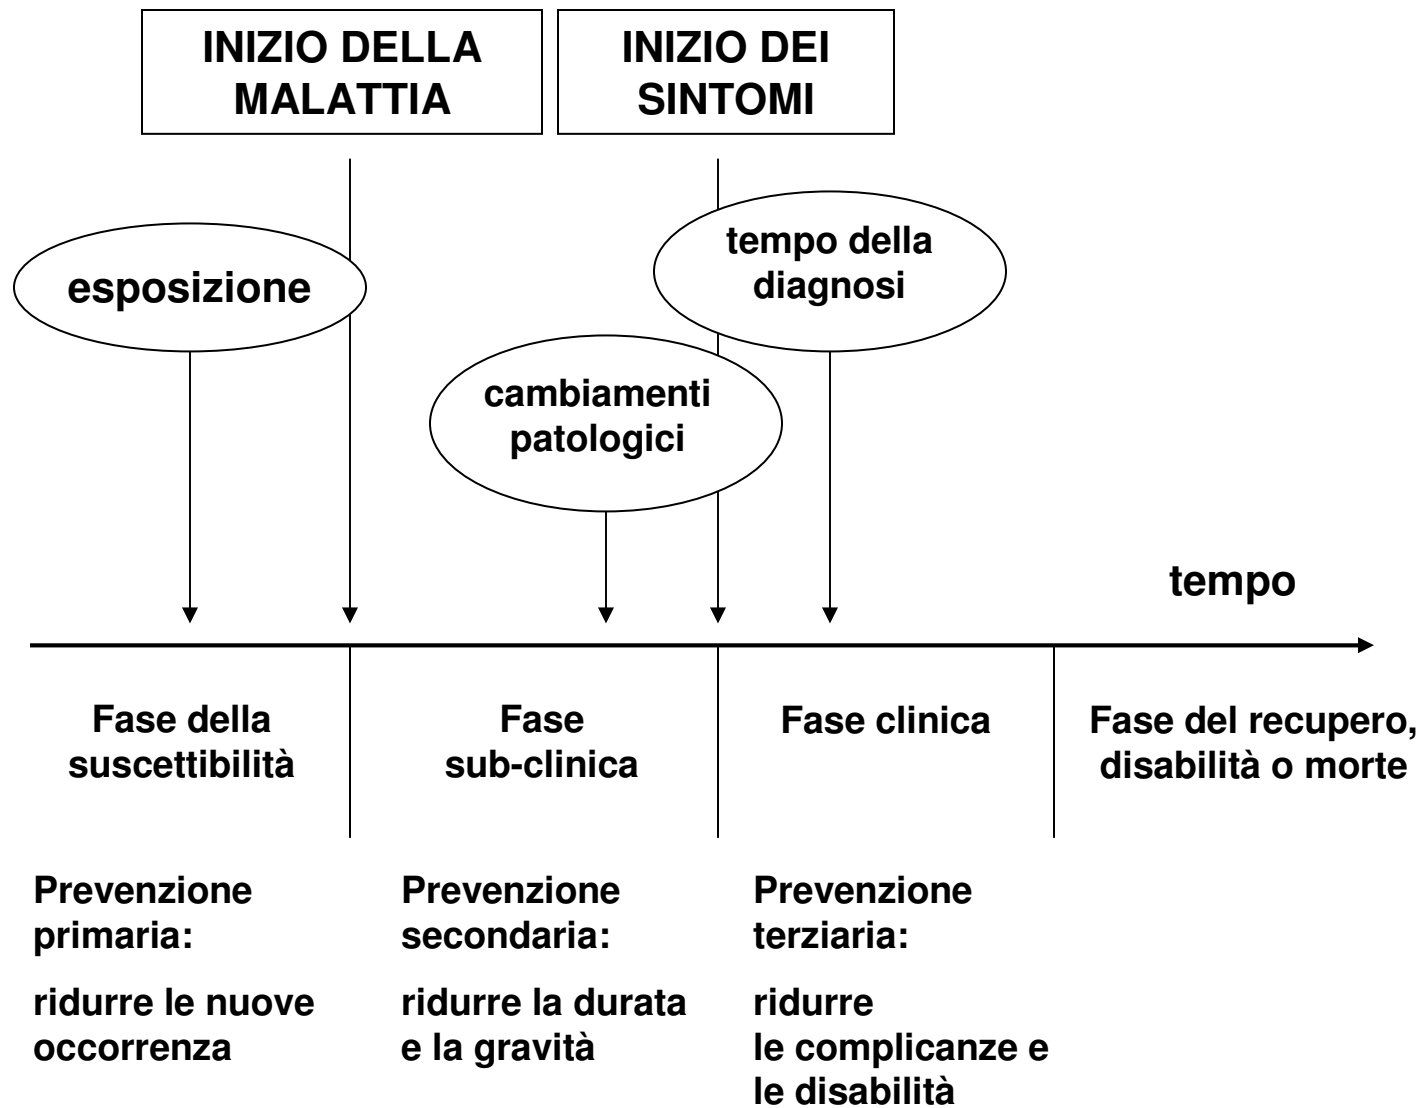 INIZIO DELLA
MALATTIA
INIZIO DEI
SINTOMI
esposizione
tempo della
diagnosi
cambiamenti
patologici
tempo
Fase della
suscettibilità
Fase
sub-clinica
Fase clinica
Fase del recupero,
disabilità o morte
Prevenzione
primaria:
ridurre le nuove
occorrenza
Prevenzione
secondaria:
ridurre la durata
e la gravità
Prevenzione
terziaria:
ridurre
le complicanze e
le disabilità